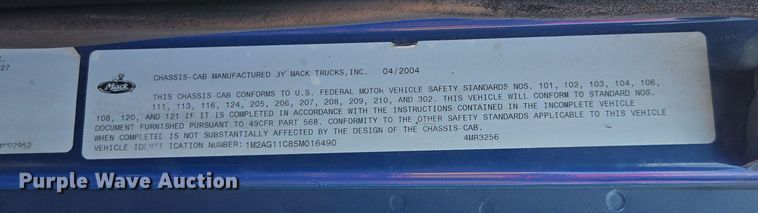 C.
27
4MR2952
Mack
CHASSIS-CAB MANUFACTURED BY MACK TRUCKS, INC. 04/2004
THIS CHASSIS-CAB CONFORMS TO U.S. FEDERAL MOTOR VEHICLE SAFETY STANDARDS NOS. 101, 102, 103, 104, 106,
111, 113, 116, 124, 205, 206, 207, 208, 209, 210, AND 302. THIS VEHICLE WILL CONFORM TO STANDARD NOS.
108, 120, AND 121 IF IT IS COMPLETED IN ACCORDANCE WITH THE INSTRUCTIONS CONTAINED IN THE INCOMPLETE VEHICLE
DOCUMENT FURNISHED PURSUANT TO 49CFR PART 568. CONFORMITY TO THE OTHER SAFETY STANDARDS APPLICABLE TO THIS VEHICLE
WHEN COMPLETED IS NOT SUBSTANTIALLY AFFECTED BY THE DESIGN OF THE CHASSIS-CAB.
4MR3256
VEHICLE IDENTIFICATION NUMBER: 1M2AG11C85M016490
Purple Wave Auction